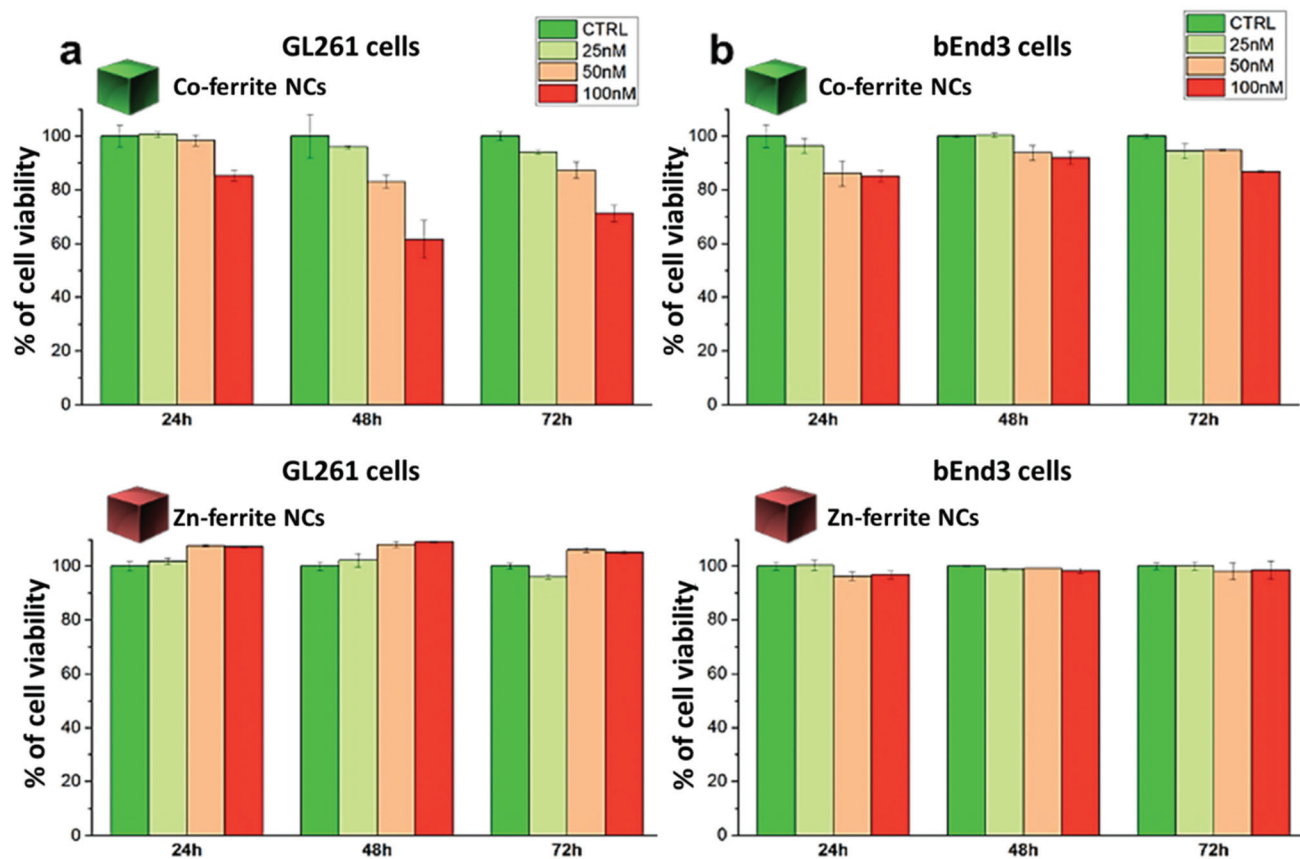 a
GL261 cells
Co-ferrite NCs
CTRL
25nM
50nM
100nM
% of cell viability
100
80
60
40
20
0
24h
48h
72h
b
bEnd3 cells
Co-ferrite NCs
CTRL
25nM
50nM
100nM
% of cell viability
100
80
60
40
20
0
24h
48h
72h
GL261 cells
Zn-ferrite NCs
% of cell viability
100
80
60
40
20
0
24h
48h
72h
bEnd3 cells
Zn-ferrite NCs
% of cell viability
100
80
60
40
20
0
24h
48h
72h